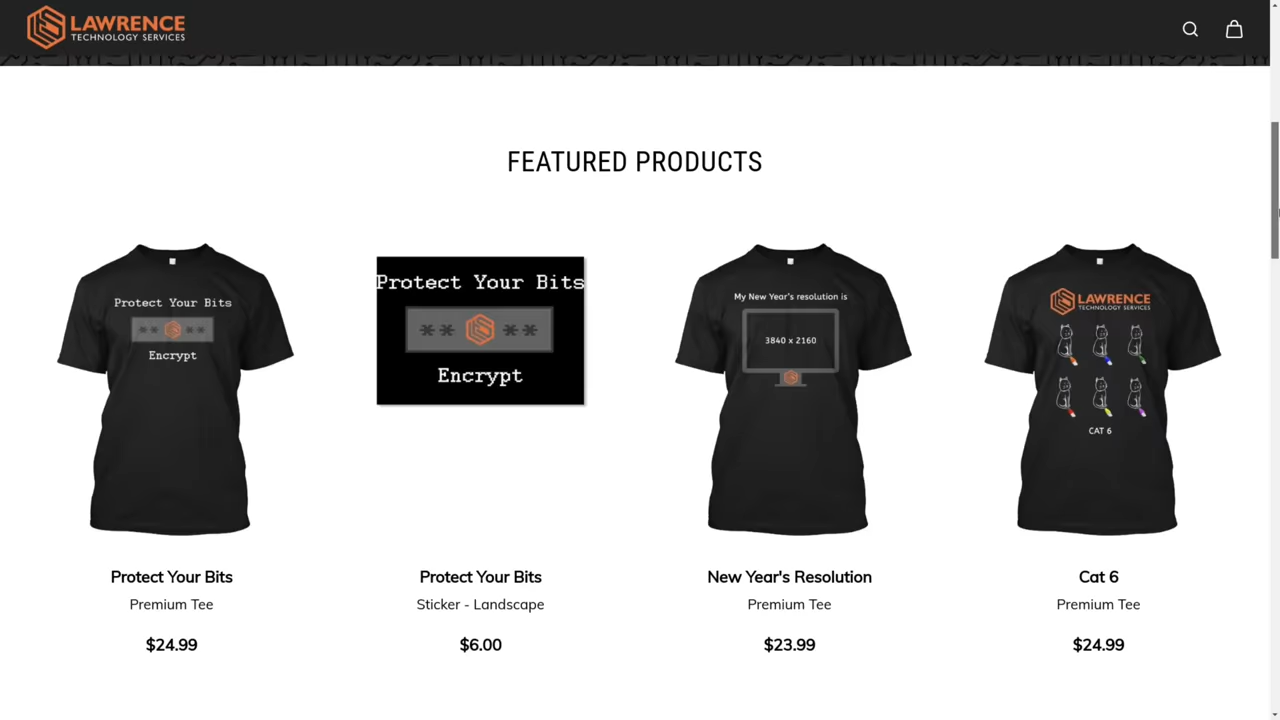 LAWRENCE
TECHNOLOGY SERVICES
FEATURED PRODUCTS
Protect Your Bits
** **
Encrypt
Protect Your Bits
** **
Encrypt
My New Year's resolution is
3840 x 2160
LAWRENCE
TECHNOLOGY SERVICES
CAT 6
Protect Your Bits
Premium Tee
$24.99
Protect Your Bits
Sticker - Landscape
$6.00
New Year's Resolution
Premium Tee
$23.99
Cat 6
Premium Tee
$24.99